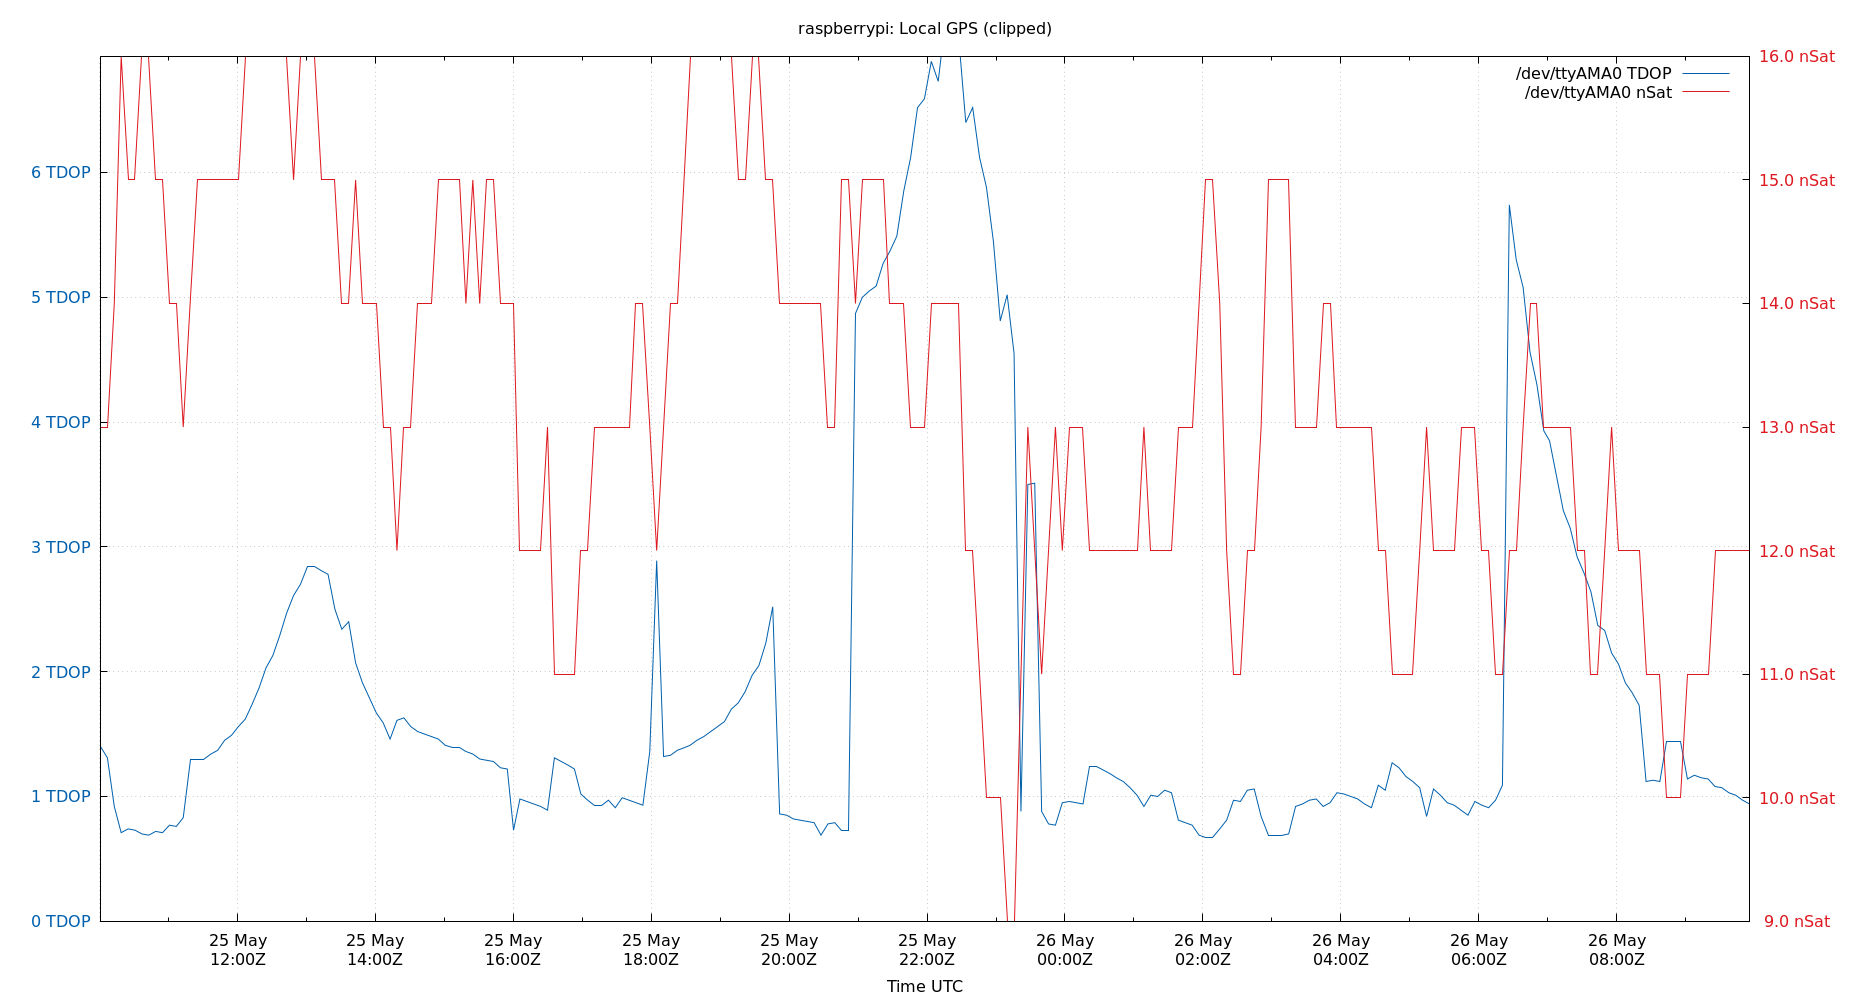 raspberrypi: Local GPS (clipped)
16.0 nSat
/dev/ttyAMA0 TDOP
/dev/ttyAMA0 nSat
6 TDOP
15.0 nSat
5 TDOP
14.0 nSat
4 TDOP
13.0 nSat
3 TDOP
12.0 nSat
2 TDOP
11.0 nSat
1 TDOP
10.0 nSat
0 TDOP
9.0 nSat
25 May 25 May 25 May 25 May 25 May 25 May 26 May 26 May 26 May 26 May 26 May
12:00Z 14:00Z 16:00Z 18:00Z 20:00Z 22:00Z 00:00Z 02:00Z 04:00Z 06:00Z 08:00Z
Time UTC